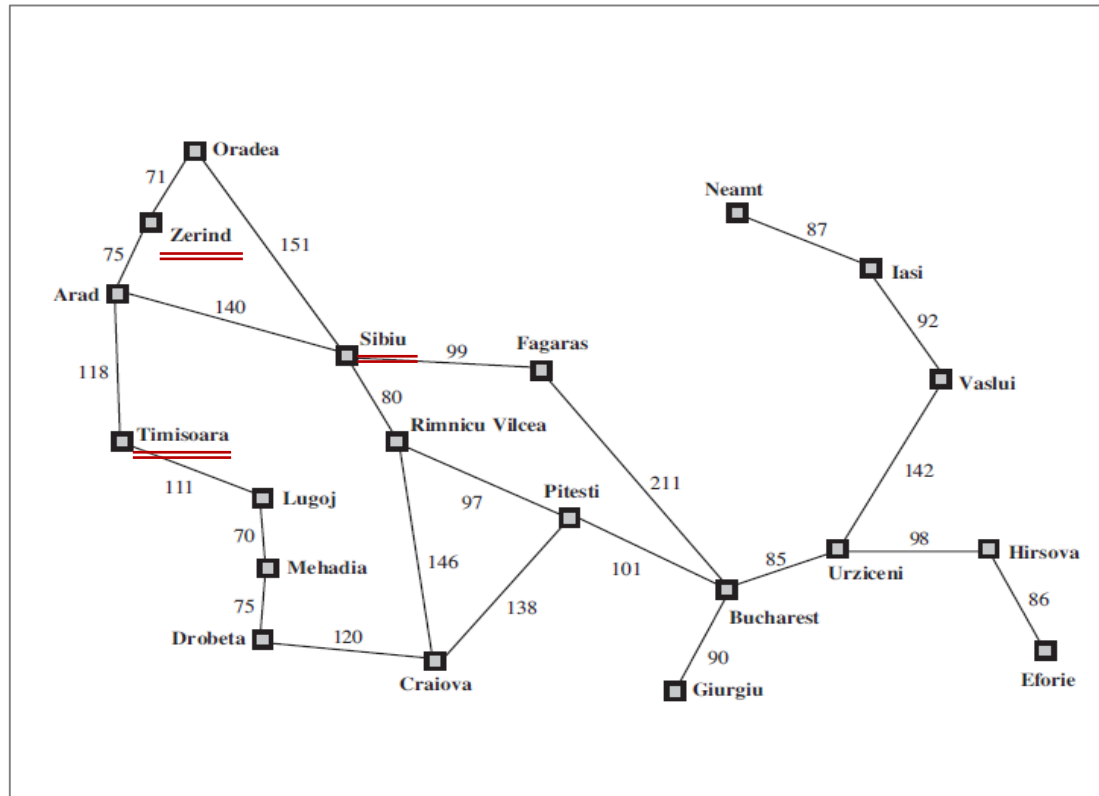 Oradea
71
Neamt
87
Zerind
151
75
Iasi
Arad
140
92
Sibiu
99
Fagaras
118
Vaslui
80
Timisoara
Rimnicu Vilcea
142
111
Lugoj
97
Pitesti
211
70
98
Hirsova
Mehadia
146
101
85
Urziceni
86
75
138
Bucharest
Drobeta
120
90
Eforie
Craiova
Giurgiu